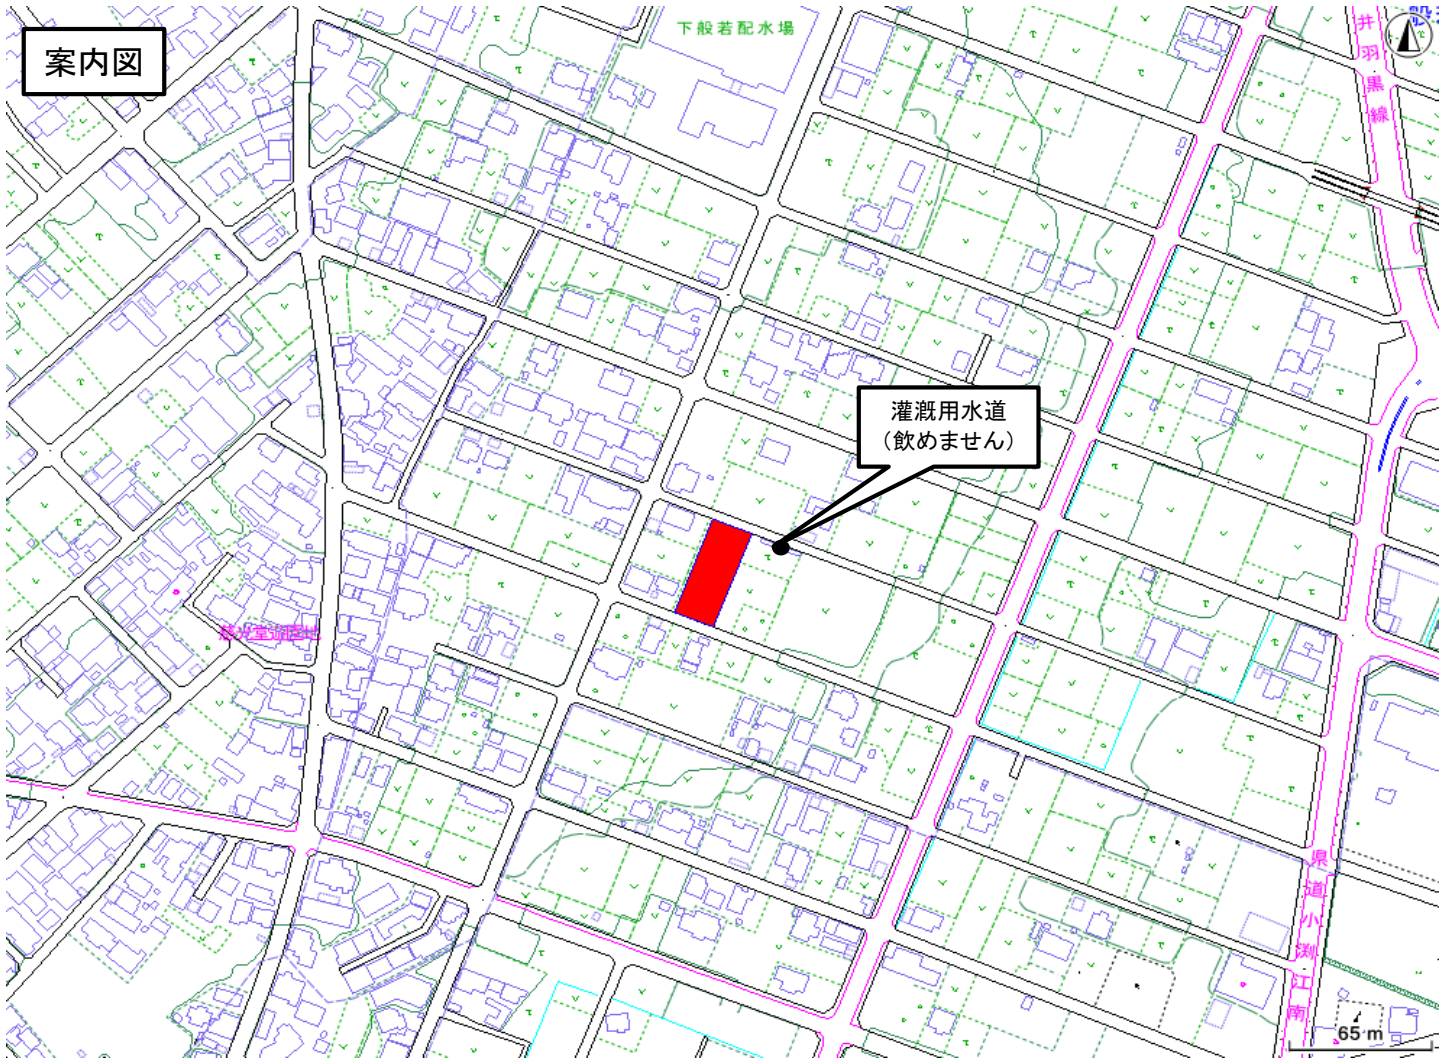 案内図
下般若配水場
井羽黒線
灌漑用水道
（飲めません）
県道小渕江南
65 m